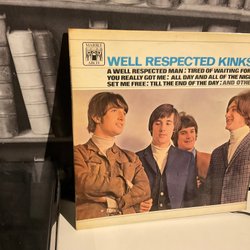 MARBLE
ARCH
WELL RESPECTED KINKS
A WELL RESPECTED MAN : TIRED OF WAITING FOR
YOU REALLY GOT ME : ALL DAY AND ALL OF THE NIG
SET ME FREE : TILL THE END OF THE DAY : AND OTHE